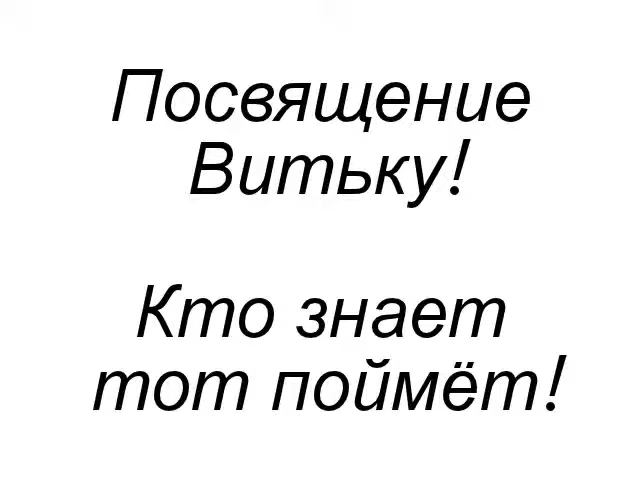 Посвящение
Витьку!
Кто знает
тот поймёт!